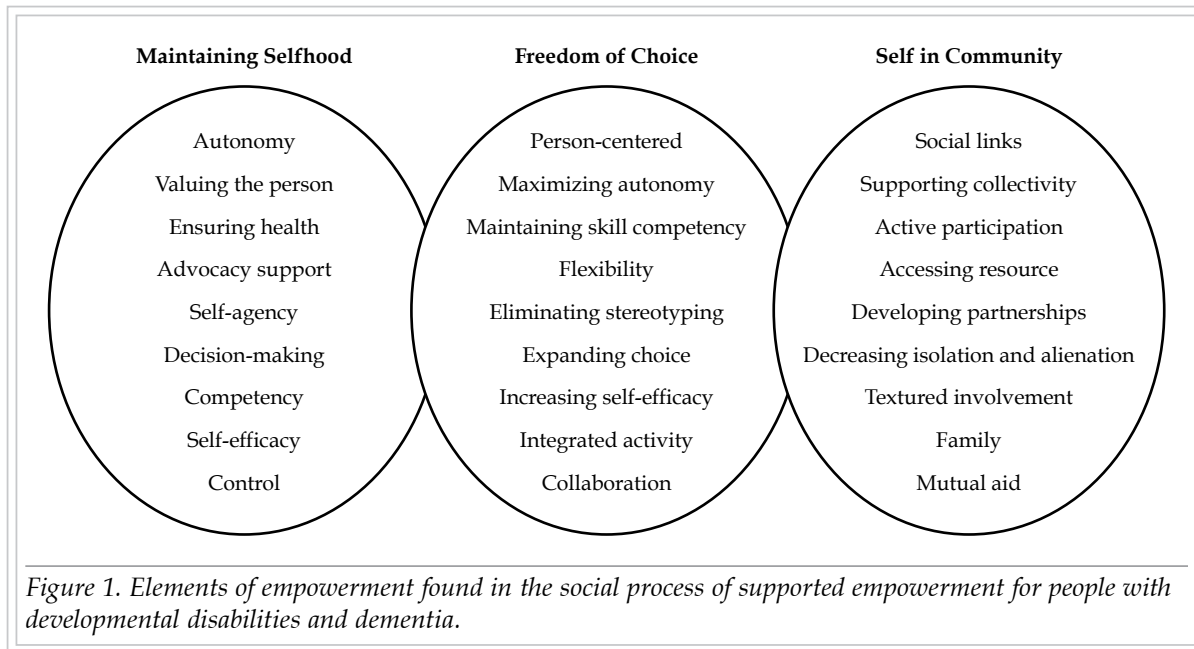 Maintaining Selfhood
Freedom of Choice
Self in Community
Autonomy
Valuing the person
Ensuring health
Advocacy support
Self-agency
Decision-making
Competency
Self-efficacy
Control
Person-centered
Maximizing autonomy
Maintaining skill competency
Flexibility
Eliminating stereotyping
Expanding choice
Increasing self-efficacy
Integrated activity
Collaboration
Social links
Supporting collectivity
Active participation
Accessing resource
Developing partnerships
Decreasing isolation and alienation
Textured involvement
Family
Mutual aid
Figure 1. Elements of empowerment found in the social process of supported empowerment for people with
developmental disabilities and dementia.